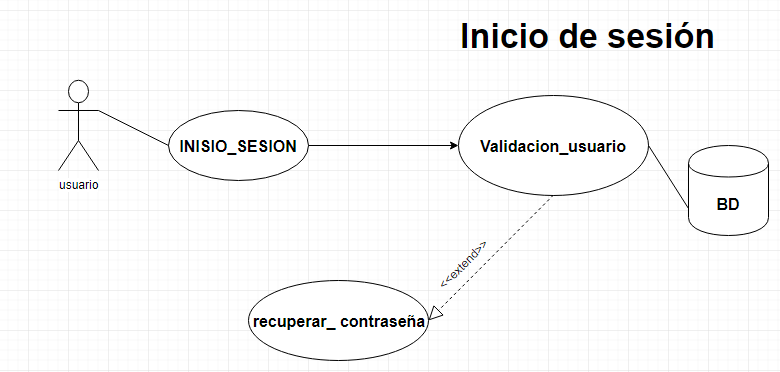 Inicio de sesión
INISIO_SESION
Validacion_usuario
usuario
BD
<<extend>>
recuperar_ contraseña